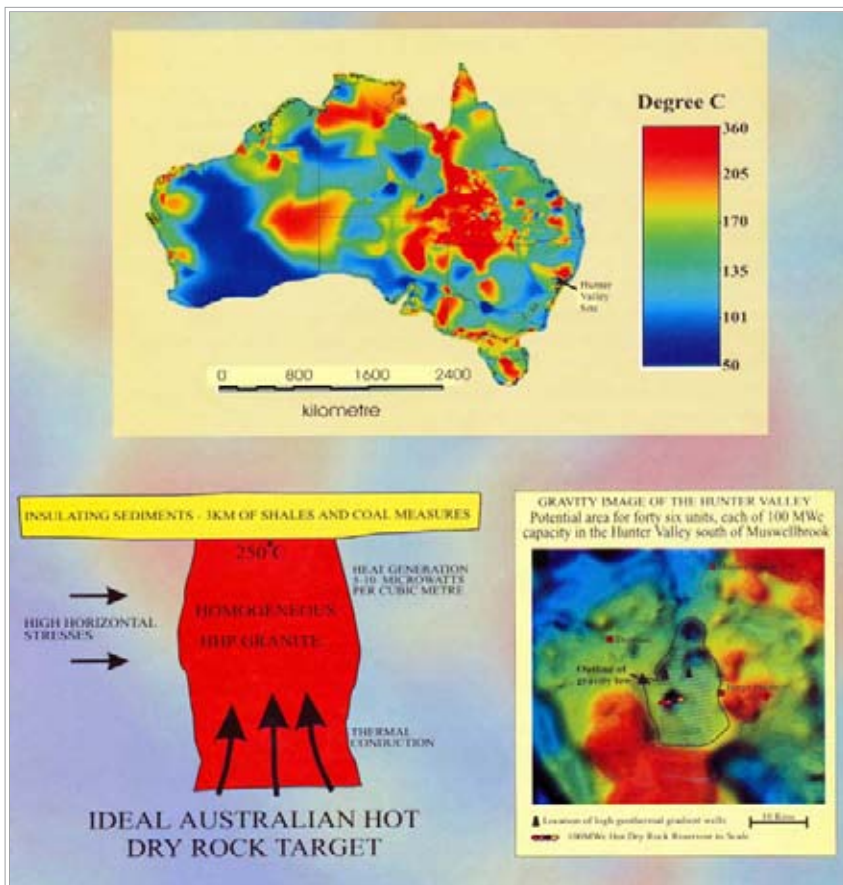 Degree C
360
205
170
135
101
50
Hunter
Valley
Site
0 800 1600 2400
kilometre
INSULATING SEDIMENTS - 3KM OF SHALES AND COAL MEASURES
250°C
HEAT GENERATION
5-10 MICROWATTS
PER CUBIC METRE
HIGH HORIZONTAL
STRESSES
HOMOGENEOUS
HHP GRANITE
THERMAL
CONDUCTION
IDEAL AUSTRALIAN HOT
DRY ROCK TARGET
GRAVITY IMAGE OF THE HUNTER VALLEY
Potential area for forty six units, each of 100 MWe
capacity in the Hunter Valley south of Muswellbrook
Outline of
gravity low
Location of high geothermal gradient wells
10 Kms
100MWe Hot Dry Rock Reservoir to Scale